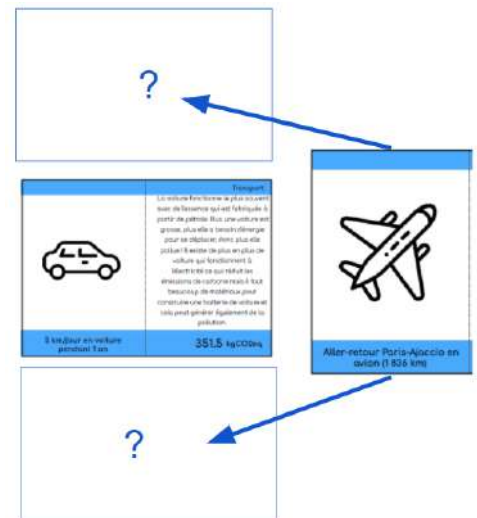 ?
Transport
La voiture fonctionne le plus souvent
avec de l'essence qui est fabriquée à
partir de pétrole. Plus une voiture est
grosse, plus elle a besoin d'énergie
pour se déplacer, donc plus elle
pollue! Il existe de plus en plus de
voiture qui fonctionnent à
l'électricité ce qui réduit les
émissions de carbone mais il faut
beaucoup de matériaux pour
construire une batterie de voiture et
cela peut générer également de la
pollution.
3 km/jour en voiture
pendant 1 an
351,5 kgCO2eq
Aller-retour Paris-Ajaccio en
avion (1 836 km)
?